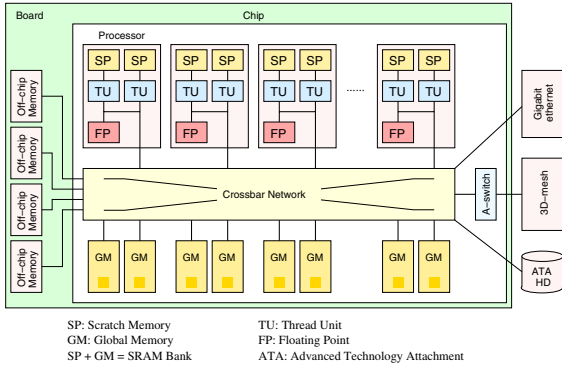 Board
Chip
Processor
SP SP SP SP SP SP SP SP
TU TU TU TU ...... TU TU
FP FP FP FP
Off-chip Memory
Off-chip Memory
Off-chip Memory
Off-chip Memory
Crossbar Network
A-switch
Gigabit ethernet
3D-mesh
ATA HD
GM GM GM GM GM GM GM GM
SP: Scratch Memory
GM: Global Memory
SP + GM = SRAM Bank
TU: Thread Unit
FP: Floating Point
ATA: Advanced Technology Attachment